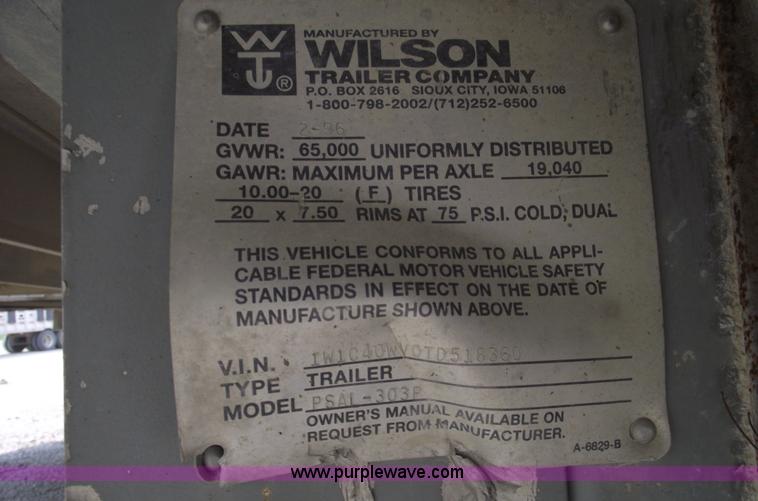 MANUFACTURED BY
WILSON
TRAILER COMPANY
P.O. BOX 2616 SIOUX CITY, IOWA 51106
1-800-798-2002/(712)252-6500
DATE 2-96
GVWR: 65,000 UNIFORMLY DISTRIBUTED
GAWR: MAXIMUM PER AXLE 19,040
10.00-20 (F) TIRES
20 x 7.50 RIMS AT 75 P.S.I. COLD, DUAL
THIS VEHICLE CONFORMS TO ALL APPLI-
CABLE FEDERAL MOTOR VEHICLE SAFETY
STANDARDS IN EFFECT ON THE DATE OF
MANUFACTURE SHOWN ABOVE.
V.I.N. 1W1C40WV0TD518360
TYPE TRAILER
MODEL PSAL-303P
OWNER'S MANUAL AVAILABLE ON
REQUEST FROM MANUFACTURER.
A-6829-B
www.purplewave.com